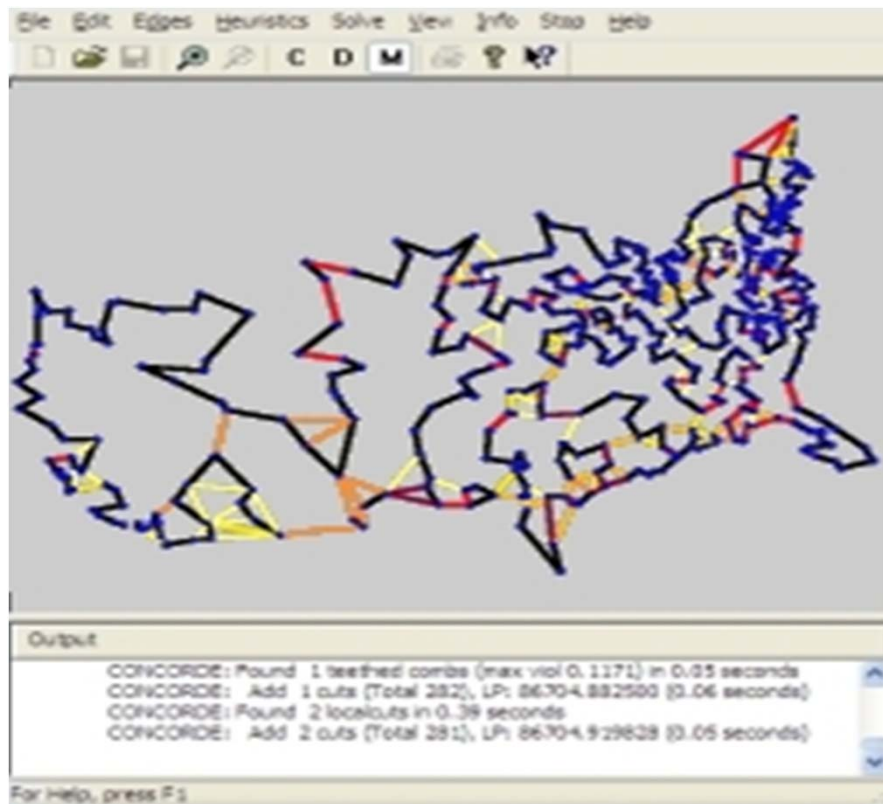 File Edit Edges Heuristics Solve View Info Stop Help
C D M
Output
CONCORDE: Found 1 teethed combs (max viol 0.1171) in 0.05 seconds
CONCORDE: Add 1 cuts (Total 282), LP: 86704.882500 (0.06 seconds)
CONCORDE: Found 2 localcuts in 0.39 seconds
CONCORDE: Add 2 cuts (Total 281), LP: 86704.919828 (0.05 seconds)
For Help, press F1